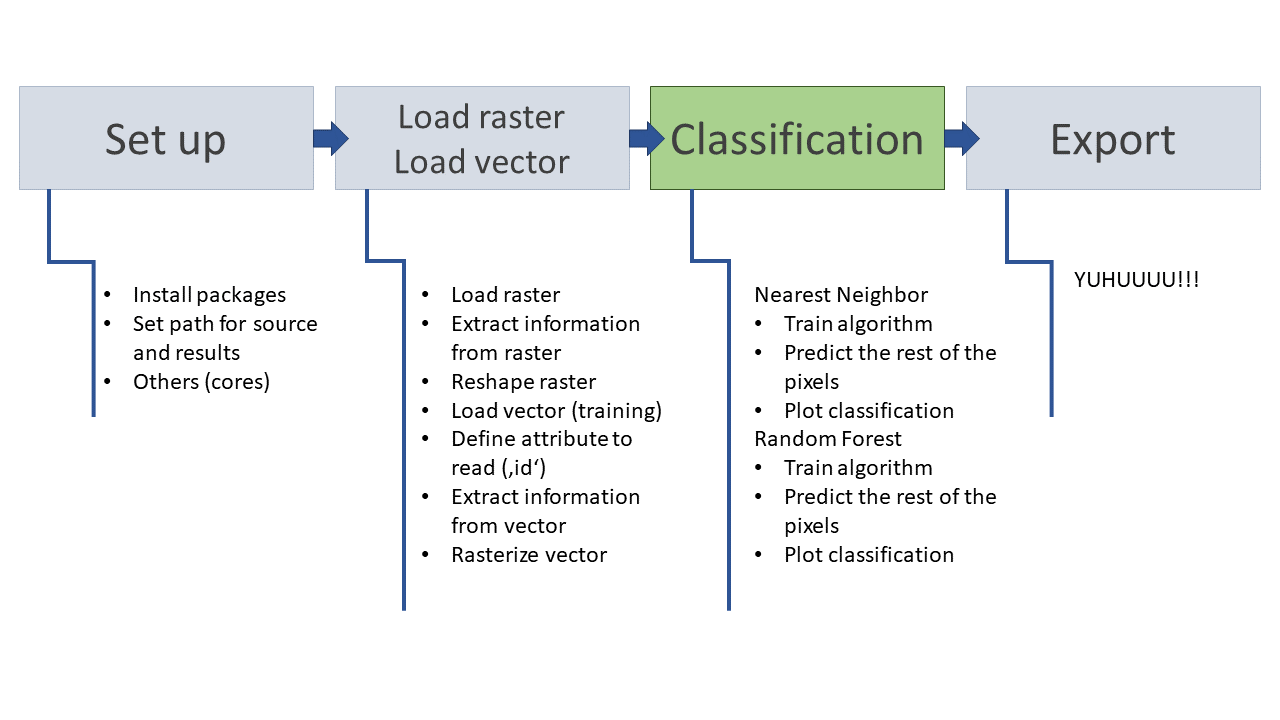 Set up
Load raster
Load vector
Classification
Export
• Install packages
• Set path for source
and results
• Others (cores)
• Load raster
• Extract information
from raster
• Reshape raster
• Load vector (training)
• Define attribute to
read (‚id‘)
• Extract information
from vector
• Rasterize vector
Nearest Neighbor
• Train algorithm
• Predict the rest of the
pixels
• Plot classification
Random Forest
• Train algorithm
• Predict the rest of the
pixels
• Plot classification
YUHUUUU!!!